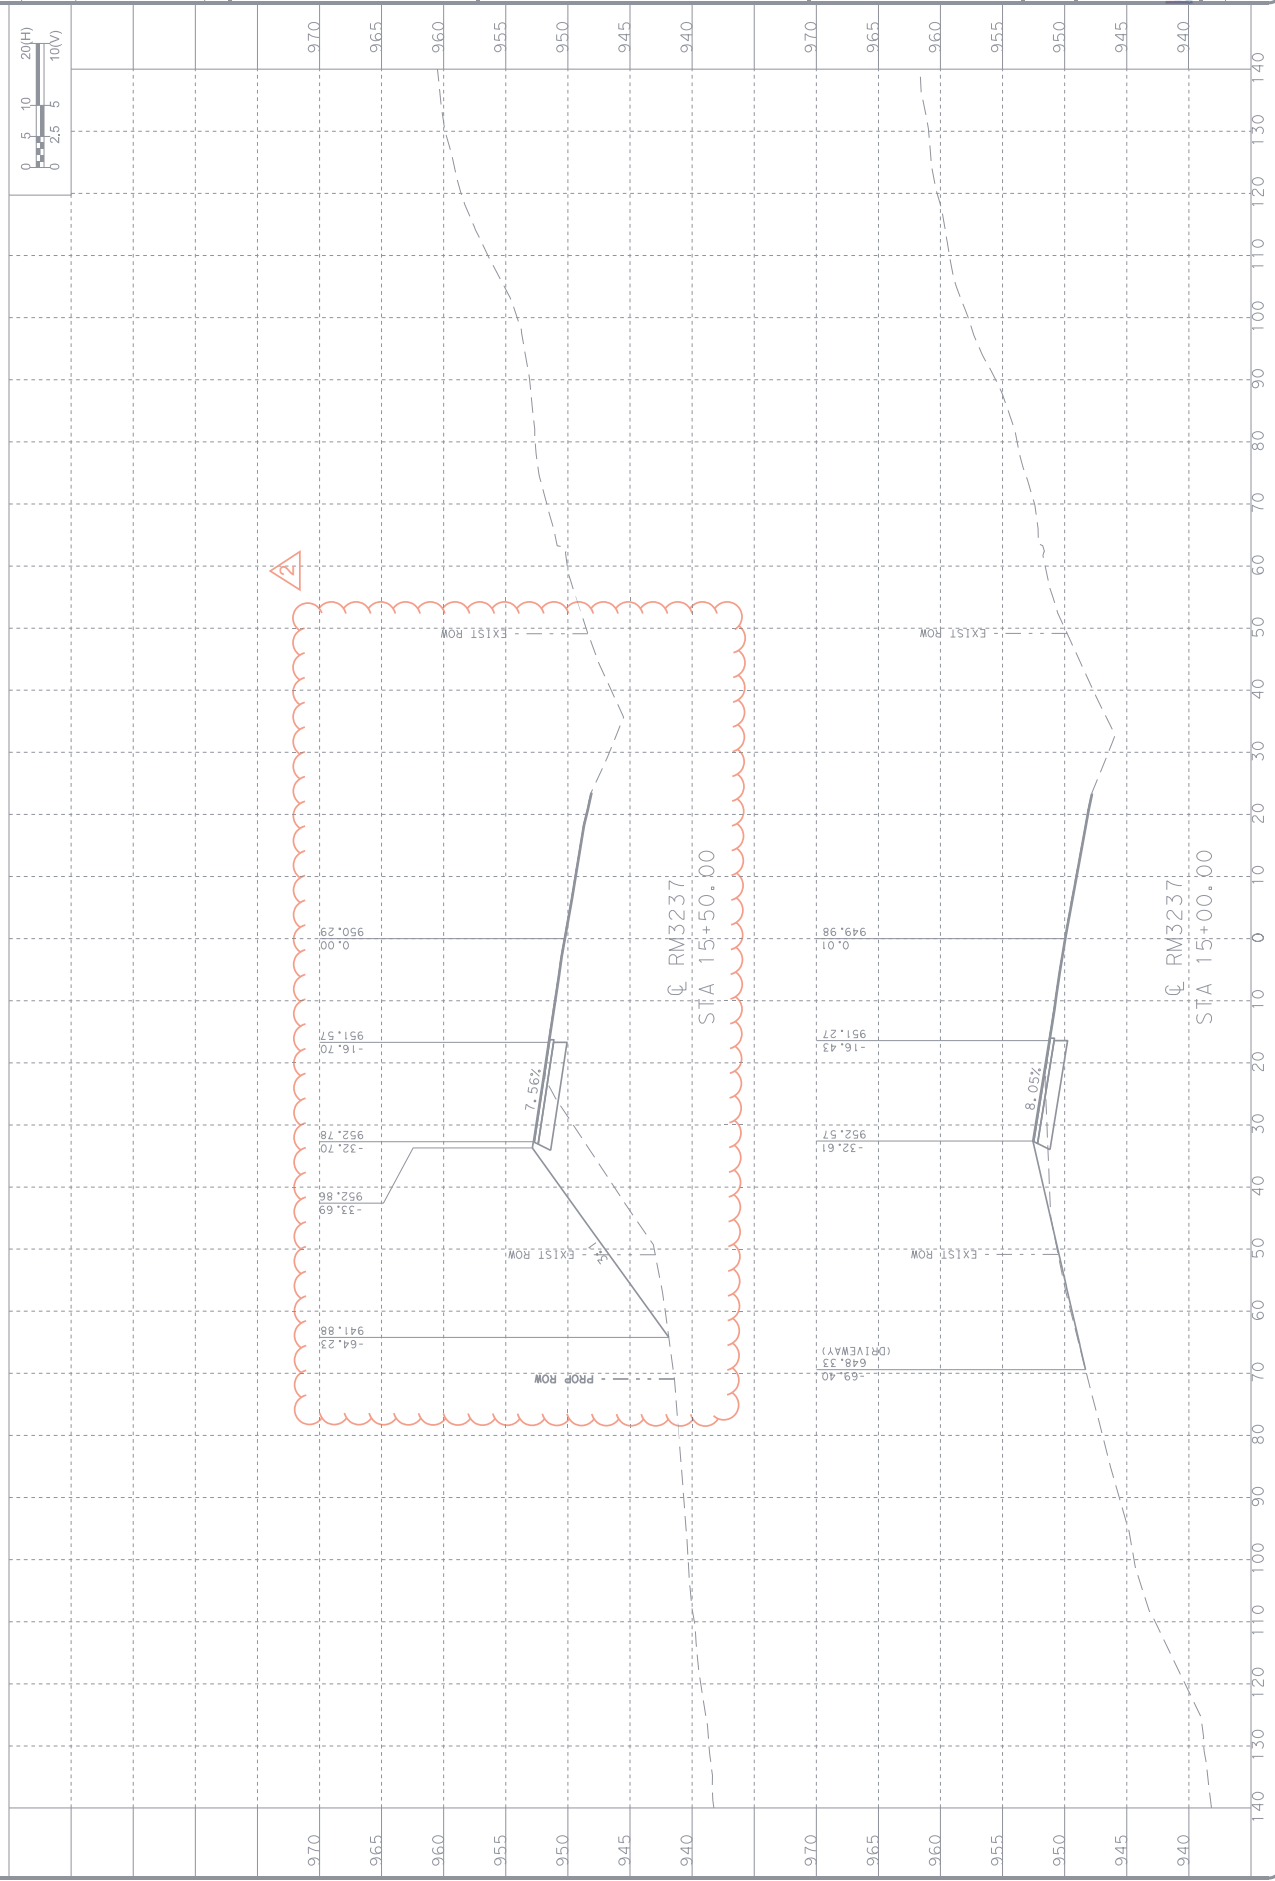 0 5 10 20(H)
0 2.5 5 10(V)
970 965 960 955 950 945 940
970 965 960 955 950 945 940
2
EXIST ROW
0.00
950.29
-16.70
951.57
-32.70
952.78
-33.69
952.86
-64.23
941.88
7.56%
EXIST ROW
PROP ROW
℄ RM3237
STA 15+50.00
970 965 960 955 950 945 940
970 965 960 955 950 945 940
EXIST ROW
0.01
949.98
-16.43
951.27
-32.61
952.57
-69.40
648.33
(DRIVEWAY)
8.05%
EXIST ROW
℄ RM3237
STA 15+00.00
140 130 120 110 100 90 80 70 60 50 40 30 20 10 0 10 20 30 40 50 60 70 80 90 100 110 120 130 140